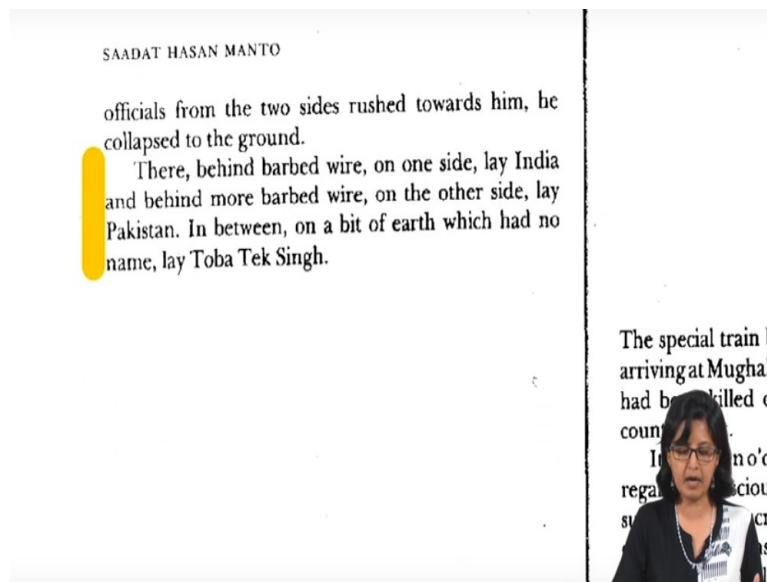 SAADAT HASAN MANTO
officials from the two sides rushed towards him, he
collapsed to the ground.
There, behind barbed wire, on one side, lay India
and behind more barbed wire, on the other side, lay
Pakistan. In between, on a bit of earth which had no
name, lay Toba Tek Singh.
The special train
arriving at Mugha
had killed